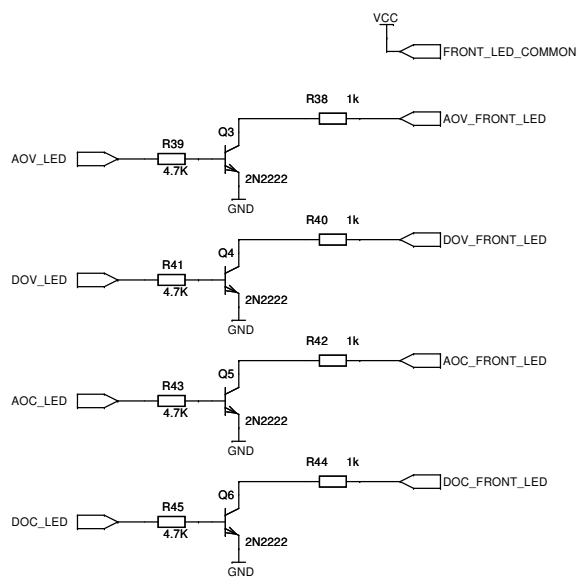 VCC
FRONT_LED_COMMON
R38 1k
Q3
AOV_FRONT_LED
R39
AOV_LED
4.7K
2N2222
GND
R40 1k
Q4
DOV_FRONT_LED
R41
DOV_LED
4.7K
2N2222
GND
R42 1k
Q5
AOC_FRONT_LED
R43
AOC_LED
4.7K
2N2222
GND
R44 1k
Q6
DOC_FRONT_LED
R45
DOC_LED
4.7K
2N2222
GND